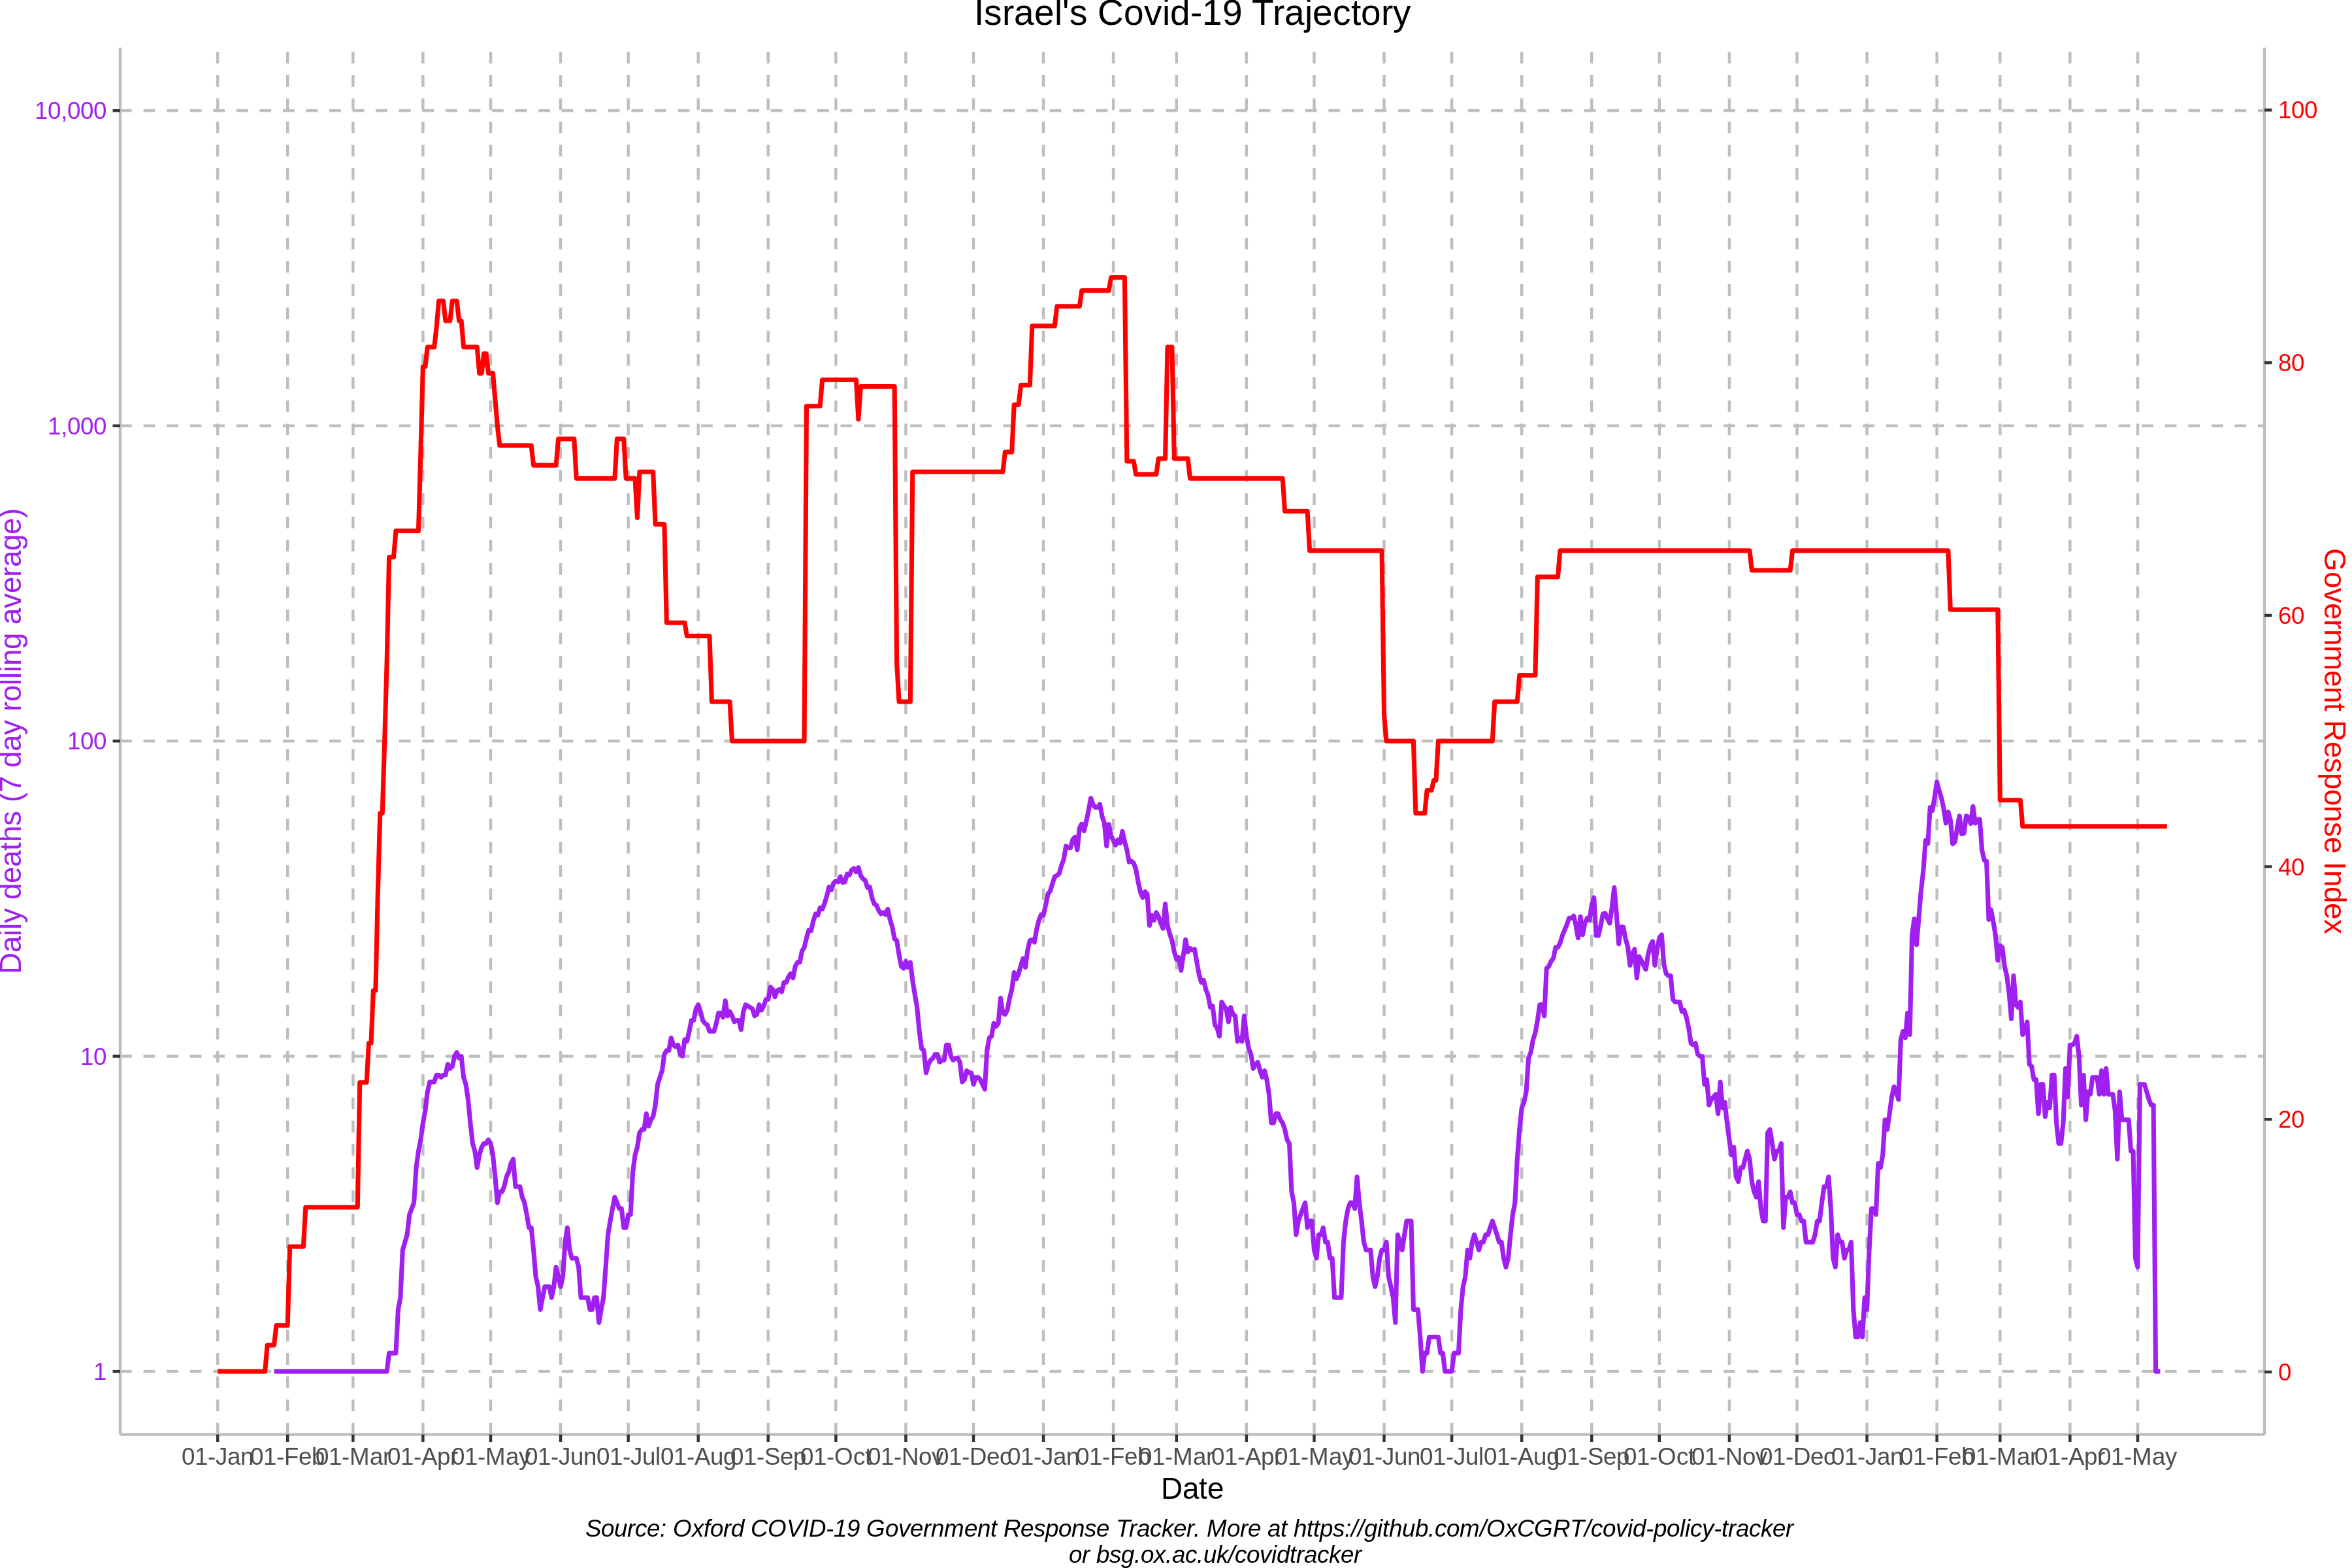 Israel's Covid-19 Trajectory
10,000
1,000
100
10
1
Daily deaths (7 day rolling average)
100
80
60
40
20
0
Government Response Index
01-Jan 01-Feb 01-Mar 01-Apr 01-May 01-Jun 01-Jul 01-Aug 01-Sep 01-Oct 01-Nov 01-Dec 01-Jan 01-Feb 01-Mar 01-Apr 01-May 01-Jun 01-Jul 01-Aug 01-Sep 01-Oct 01-Nov 01-Dec 01-Jan 01-Feb 01-Mar 01-Apr 01-May
Date
Source: Oxford COVID-19 Government Response Tracker. More at https://github.com/OxCGRT/covid-policy-tracker
or bsg.ox.ac.uk/covidtracker